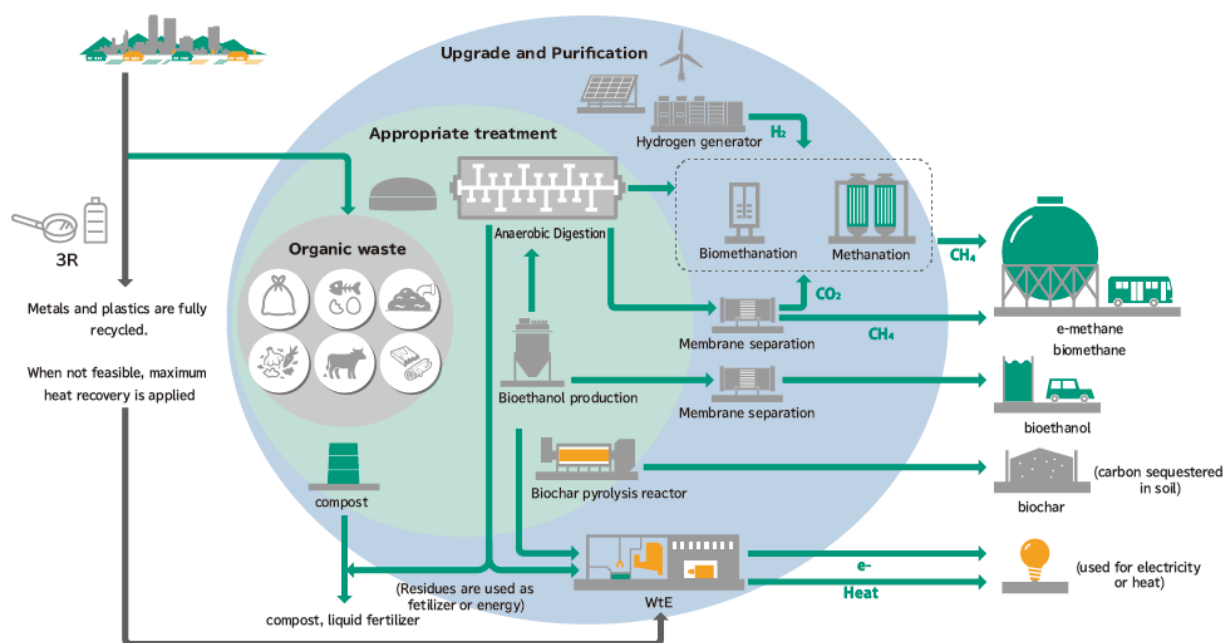 Upgrade and Purification
Appropriate treatment
Hydrogen generator
H₂
Anaerobic Digestion
Biomethanation
Methanation
CH₄
Organic waste
3R
CO₂
Membrane separation
CH₄
e-methane
biomethane
Metals and plastics are fully
recycled.
When not feasible, maximum
heat recovery is applied
Bioethanol production
Membrane separation
bioethanol
compost
Biochar pyrolysis reactor
biochar
(carbon sequestered
in soil)
(Residues are used as
fetilizer or energy)
compost, liquid fertilizer
WtE
e-
Heat
(used for electricity
or heat)